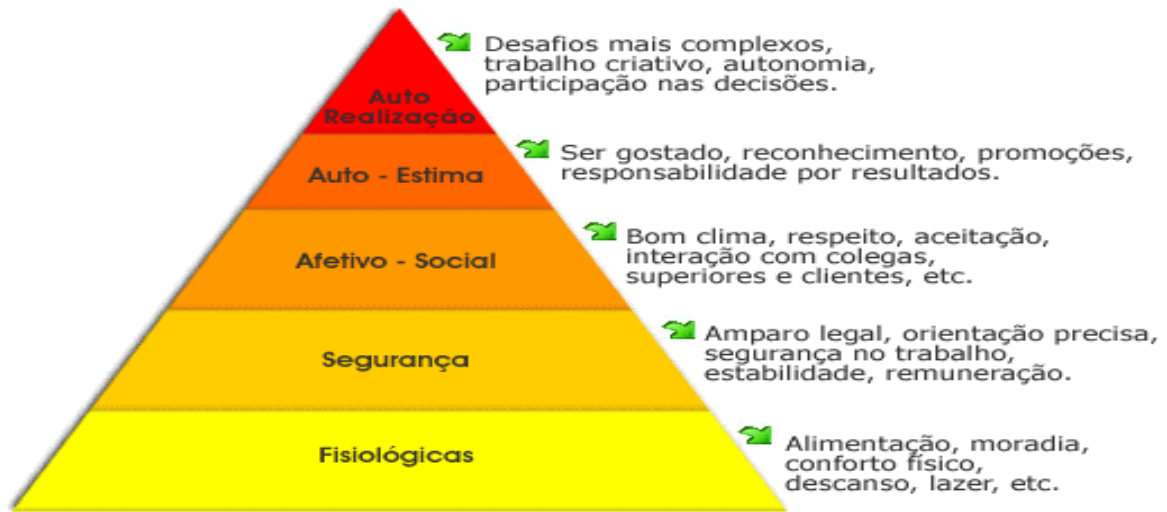 Desafios mais complexos,
trabalho criativo, autonomia,
participação nas decisões.
Auto
Realização
Ser gostado, reconhecimento, promoções,
responsabilidade por resultados.
Auto - Estima
Bom clima, respeito, aceitação,
interação com colegas,
superiores e clientes, etc.
Afetivo - Social
Amparo legal, orientação precisa,
segurança no trabalho,
estabilidade, remuneração.
Segurança
Alimentação, moradia,
conforto físico,
descanso, lazer, etc.
Fisiológicas